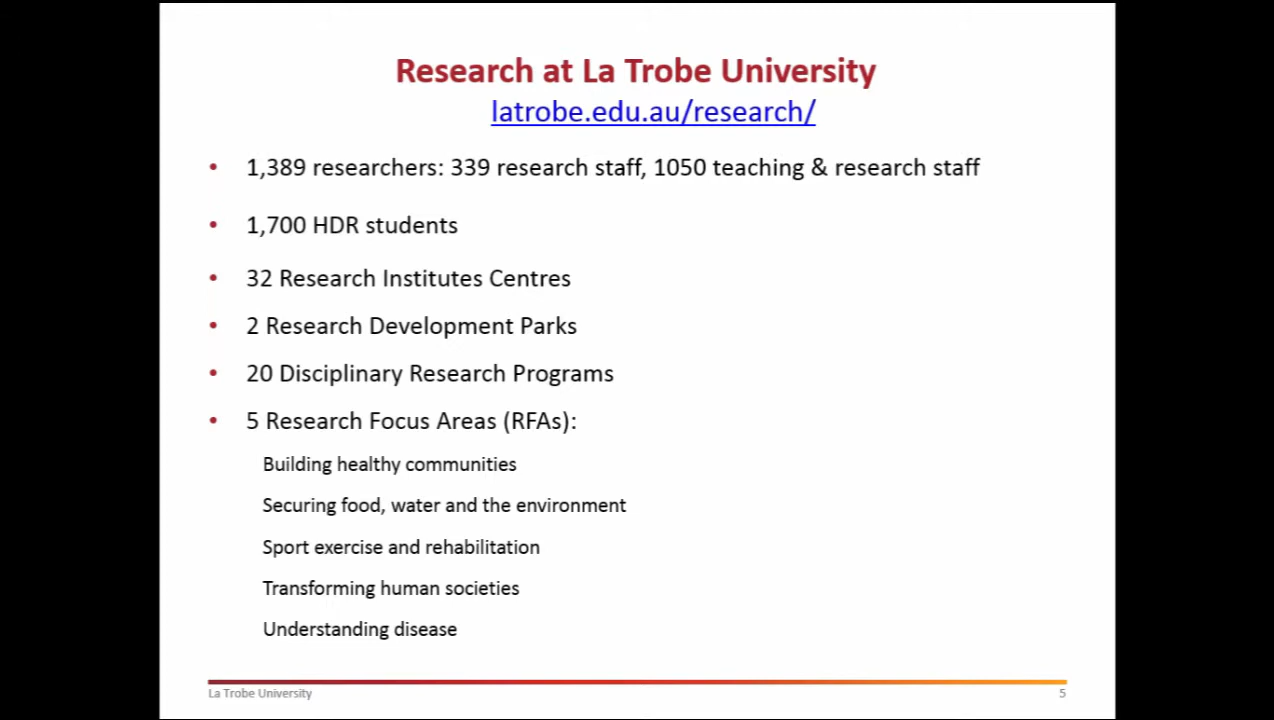 Research at La Trobe University
latrobe.edu.au/research/
• 1,389 researchers: 339 research staff, 1050 teaching & research staff
• 1,700 HDR students
• 32 Research Institutes Centres
• 2 Research Development Parks
• 20 Disciplinary Research Programs
• 5 Research Focus Areas (RFAs):
Building healthy communities
Securing food, water and the environment
Sport exercise and rehabilitation
Transforming human societies
Understanding disease
La Trobe University 5